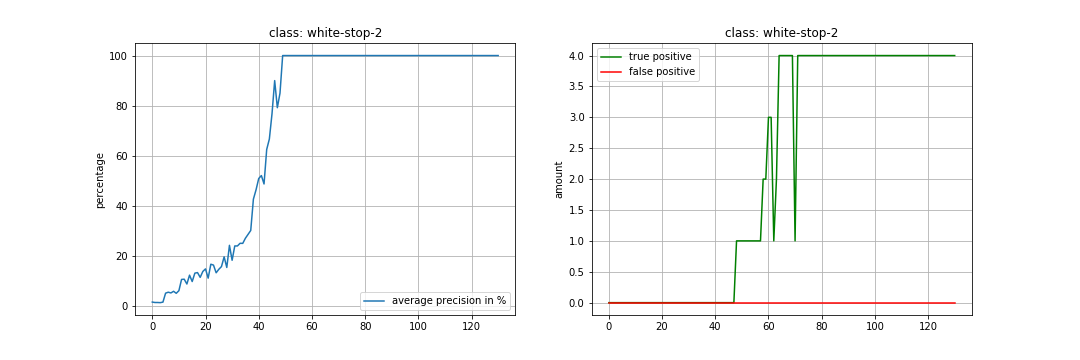 class: white-stop-2
percentage
100
80
60
40
20
0
0 20 40 60 80 100 120
average precision in %
class: white-stop-2
amount
4.0
3.5
3.0
2.5
2.0
1.5
1.0
0.5
0.0
0 20 40 60 80 100 120
true positive
false positive